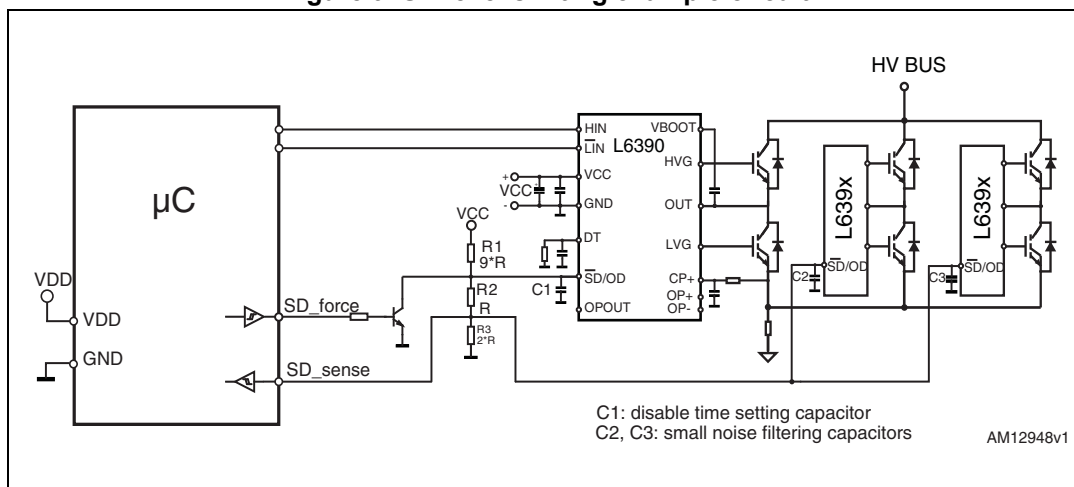 HV BUS
µC
HIN
LIN
L6390
VBOOT
HVG
VCC
GND
OUT
DT
LVG
SD/OD
CP+
OP+
OP-
OPOUT
+
VCC
-
VCC
R1
9*R
R2
R
R3
2*R
C1
L639x
SD/OD
C2
L639x
SD/OD
C3
VDD
VDD
GND
SD_force
SD_sense
C1: disable time setting capacitor
C2, C3: small noise filtering capacitors
AM12948v1